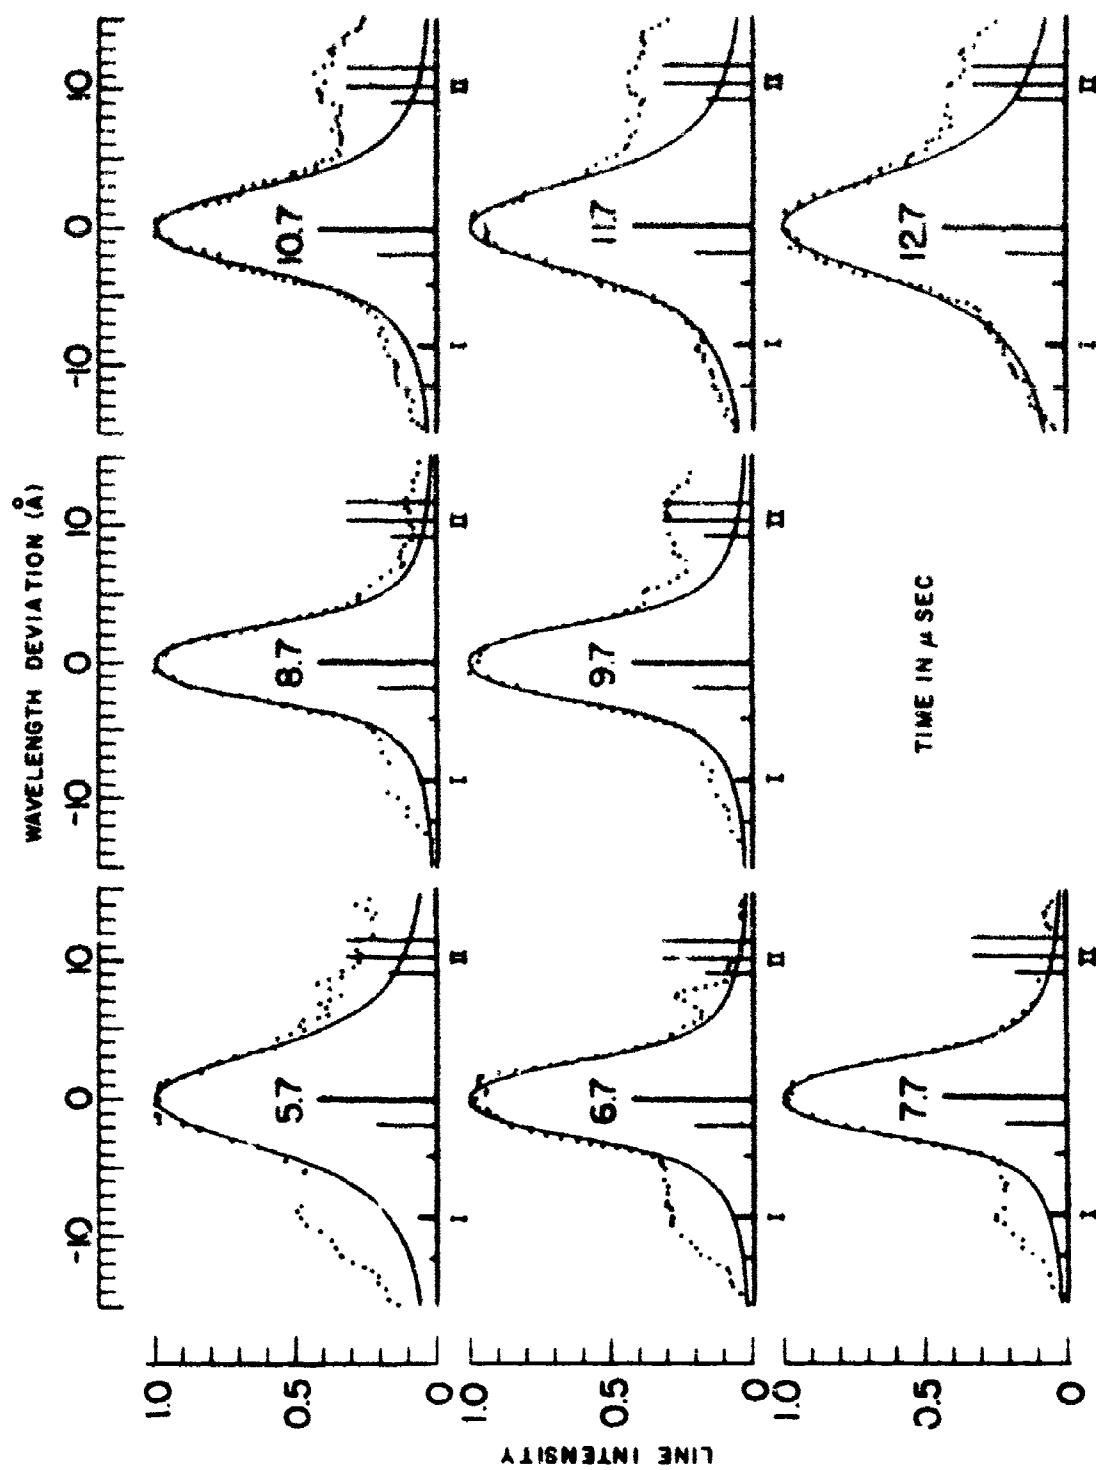 WAVELENGTH DEVIATION (Å)
-10 0 10 -10 0 10 -10 0 10
5.7 8.7 10.7
I II I II I II
6.7 9.7 11.7
I II I II I II
7.7 12.7
I II I II
TIME IN μ SEC
LINE INTENSITY
1.0 0.5 0
1.0 0.5 0
1.0 0.5 0